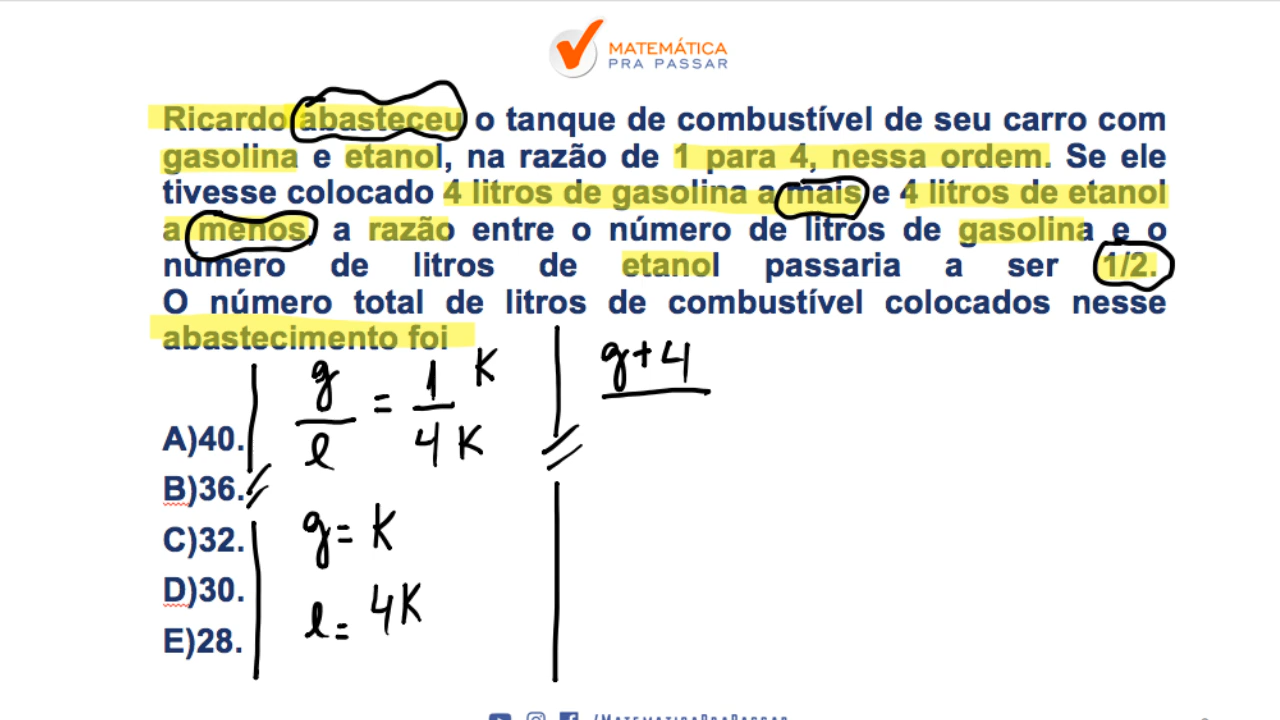 MATEMÁTICA
PRA PASSAR
Ricardo abasteceu o tanque de combustível de seu carro com
gasolina e etanol, na razão de 1 para 4, nessa ordem. Se ele
tivesse colocado 4 litros de gasolina a mais e 4 litros de etanol
a menos, a razão entre o número de litros de gasolina e o
número de litros de etanol passaria a ser 1/2.
O número total de litros de combustível colocados nesse
abastecimento foi
A)40.
B)36.
C)32.
D)30.
E)28.
g/l = 1K/4K
g= K
l= 4K
g+4
/MATEMATICAPRAPASSAR